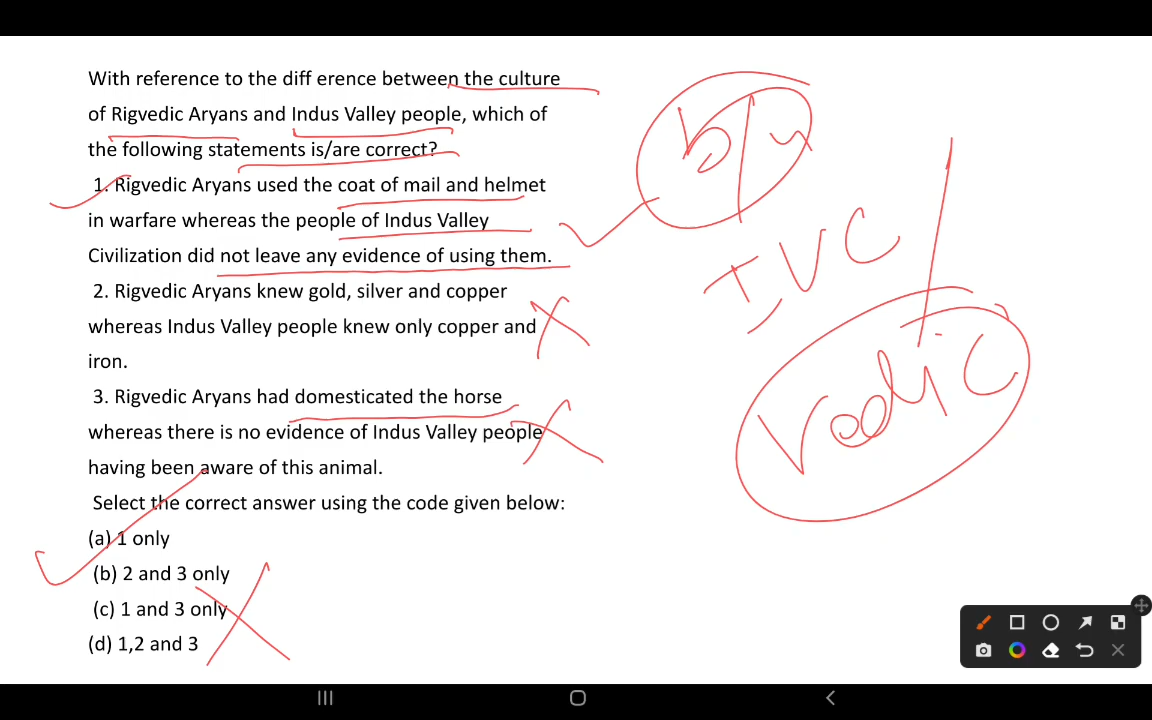 With reference to the diff erence between the culture
of Rigvedic Aryans and Indus Valley people, which of
the following statements is/are correct?
1. Rigvedic Aryans used the coat of mail and helmet
in warfare whereas the people of Indus Valley
Civilization did not leave any evidence of using them.
2. Rigvedic Aryans knew gold, silver and copper
whereas Indus Valley people knew only copper and
iron.
3. Rigvedic Aryans had domesticated the horse
whereas there is no evidence of Indus Valley people
having been aware of this animal.
Select the correct answer using the code given below:
(a) 1 only
(b) 2 and 3 only
(c) 1 and 3 only
(d) 1,2 and 3
b/y
IVC
Vedic